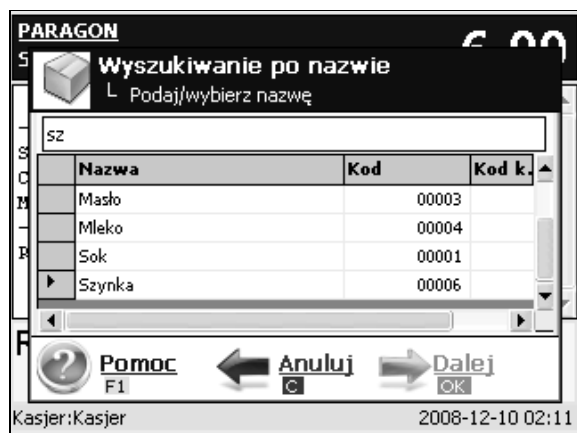 PARAGON
Wyszukiwanie po nazwie
└ Podaj/wybierz nazwę
sz
Nazwa Kod Kod k.
Masło 00003
Mleko 00004
Sok 00001
Szynka 00006
Pomoc Anuluj Dalej
F1 C OK
Kasjer:Kasjer 2008-12-10 02:11